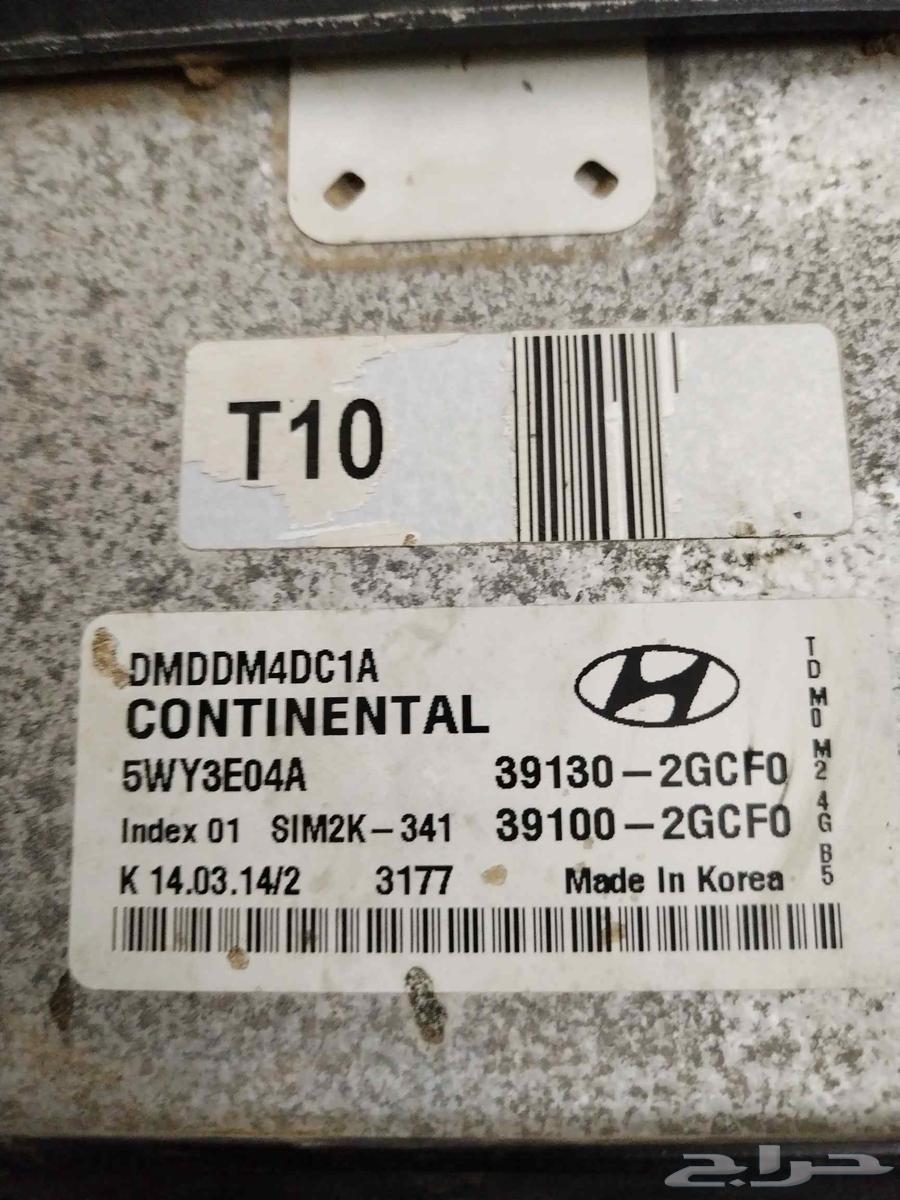 T10
DMDDM4DC1A
CONTINENTAL
5WY3E04A 39130-2GCF0
Index 01 SIM2K-341 39100-2GCF0
K 14.03.14/2 3177 Made In Korea
TD M0 M2 4G B5
حراج